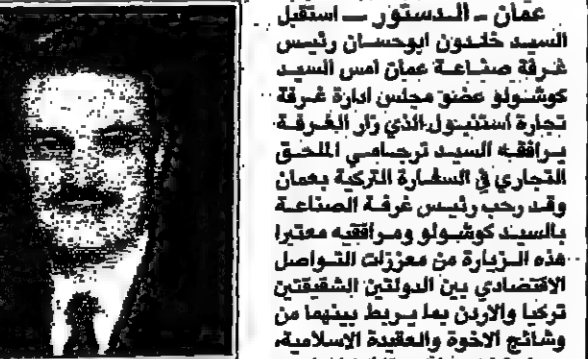 عمان - الدستور - استقبل
السيد خلدون ابوحسان رئيس
غرفة صناعة عمان امس السيد
كوشولو عضو مجلس ادارة غرفة
تجارة استنبول الذي زار الغرفة
يرافقه السيد ترجامي الملحق
التجاري في السفارة التركية بعمان
وقد رحب رئيس غرفة الصناعة
بالسيد كوشولو ومرافقيه معتبرا
هذه الزيارة من معززات التواصل
الاقتصادي بين الدولتين الشقيقتين
تركيا والاردن بما يربط بينهما من
وشائج الاخوة والعقيدة الاسلامية،